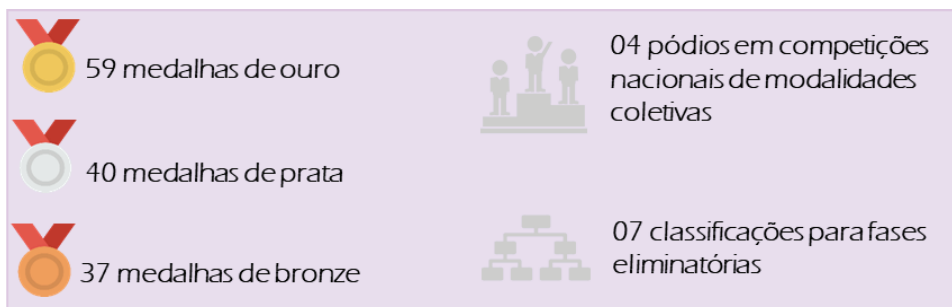 59 medalhas de ouro
40 medalhas de prata
37 medalhas de bronze
04 pódios em competições
nacionais de modalidades
coletivas
07 classificações para fases
eliminatórias